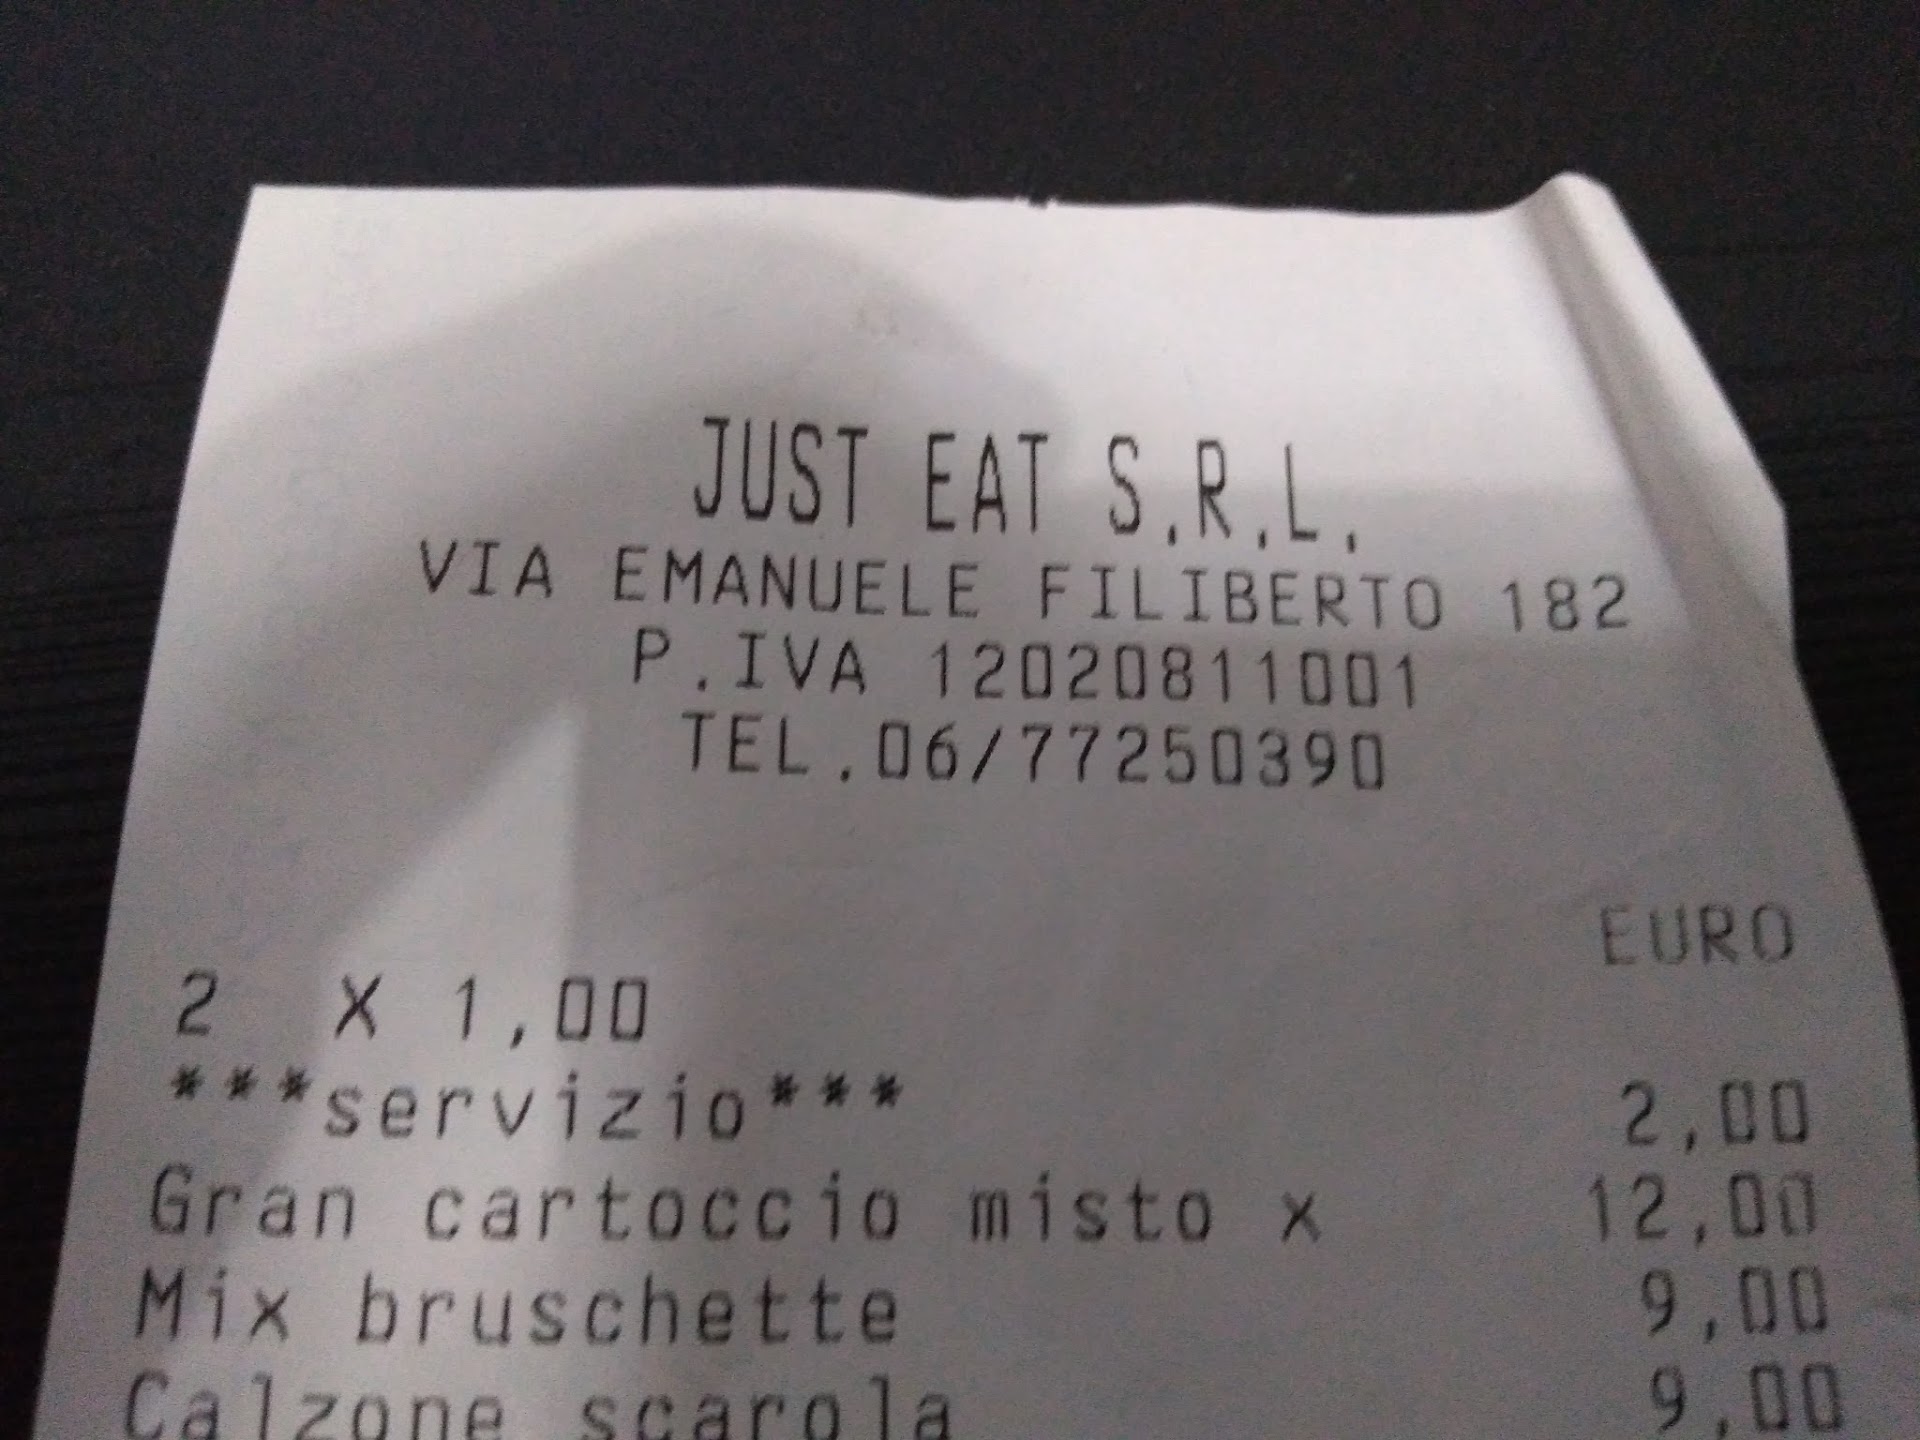 JUST EAT S.R.L.
VIA EMANUELE FILIBERTO 182
P.IVA 12020811001
TEL.06/77250390
EURO
2 X 1,00
***servizio*** 2,00
Gran cartoccio misto x 12,00
Mix bruschette 9,00
Calzone scarola 9,00